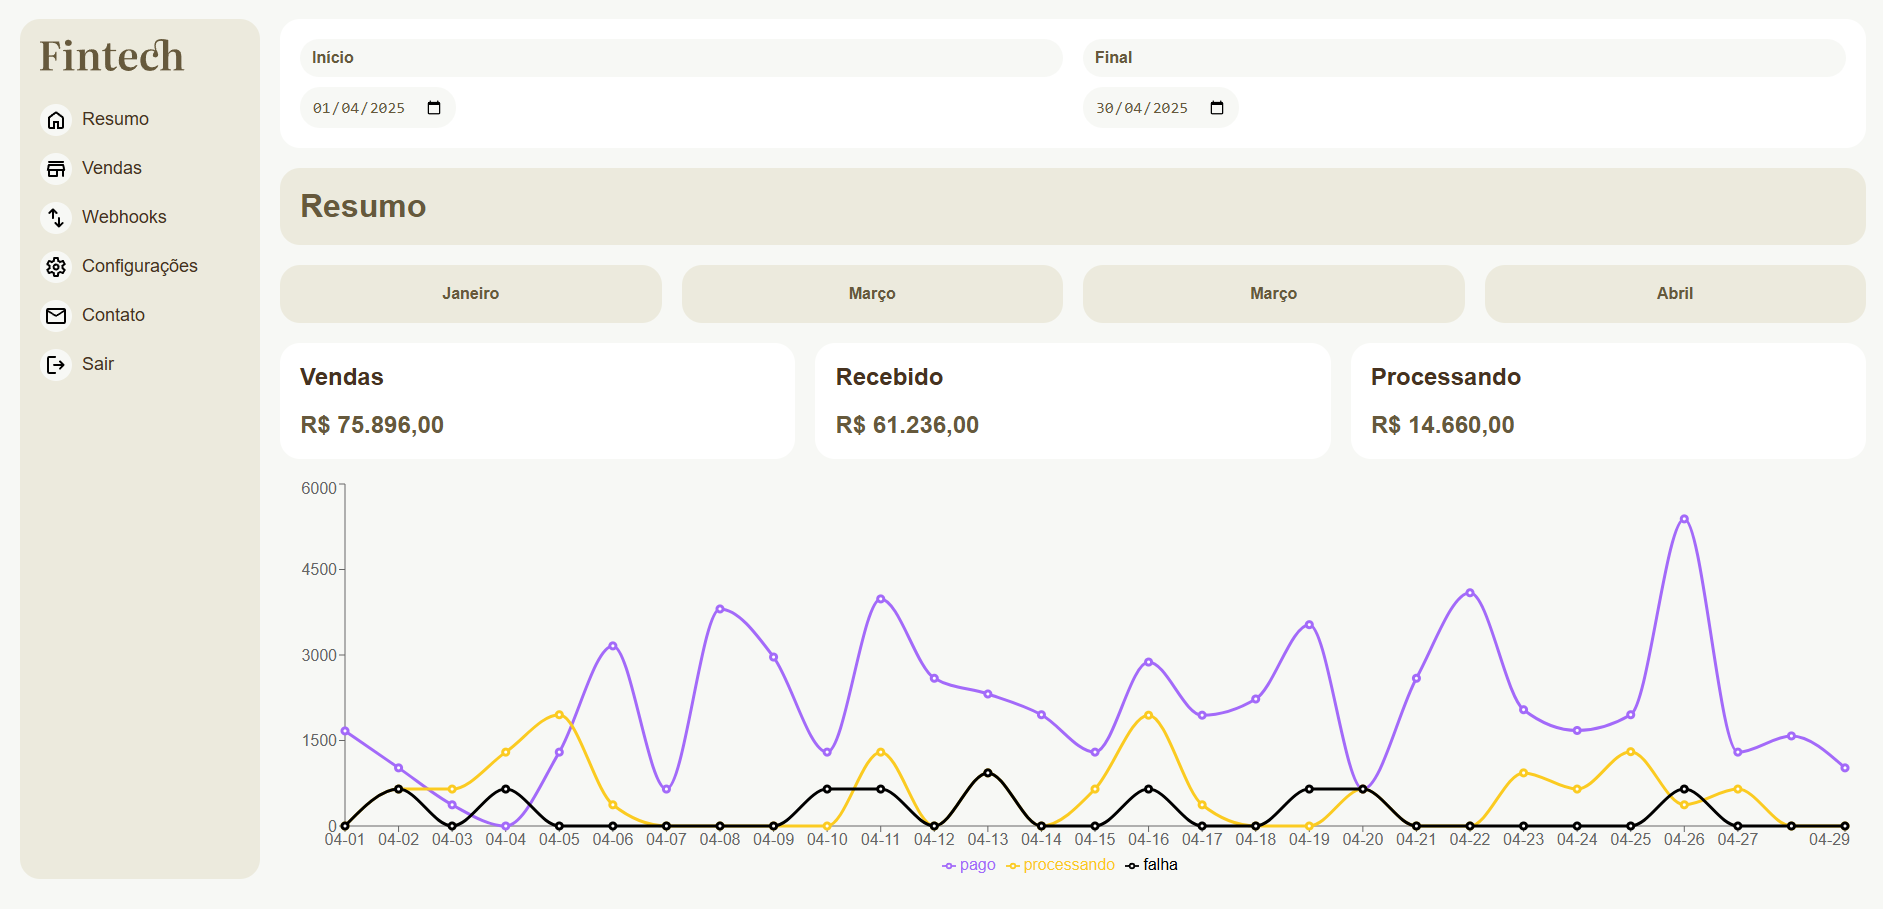 Fintech
Resumo
Vendas
Webhooks
Configurações
Contato
Sair
Início
Final
01/04/2025
30/04/2025
Resumo
Janeiro
Março
Março
Abril
Vendas
R$ 75.896,00
Recebido
R$ 61.236,00
Processando
R$ 14.660,00
6000
4500
3000
1500
0
04-01 04-02 04-03 04-04 04-05 04-06 04-07 04-08 04-09 04-10 04-11 04-12 04-13 04-14 04-15 04-16 04-17 04-18 04-19 04-20 04-21 04-22 04-23 04-24 04-25 04-26 04-27 04-29
pago processando falha